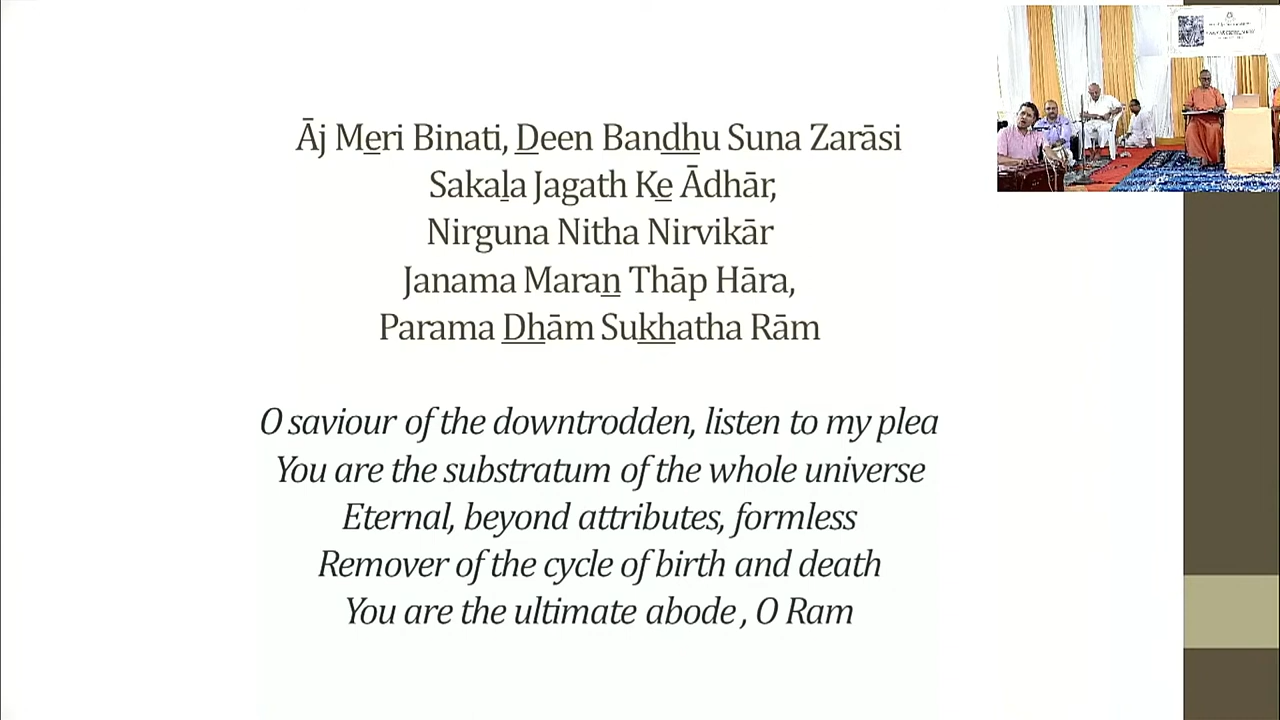 Āj Meri Binati, Deen Bandhu Suna Zarāsi
Sakala Jagath Ke Ādhār,
Nirguna Nitha Nirvikār
Janama Maran Thāp Hāra,
Parama Dhām Sukhatha Rām
O saviour of the downtrodden, listen to my plea
You are the substratum of the whole universe
Eternal, beyond attributes, formless
Remover of the cycle of birth and death
You are the ultimate abode , O Ram